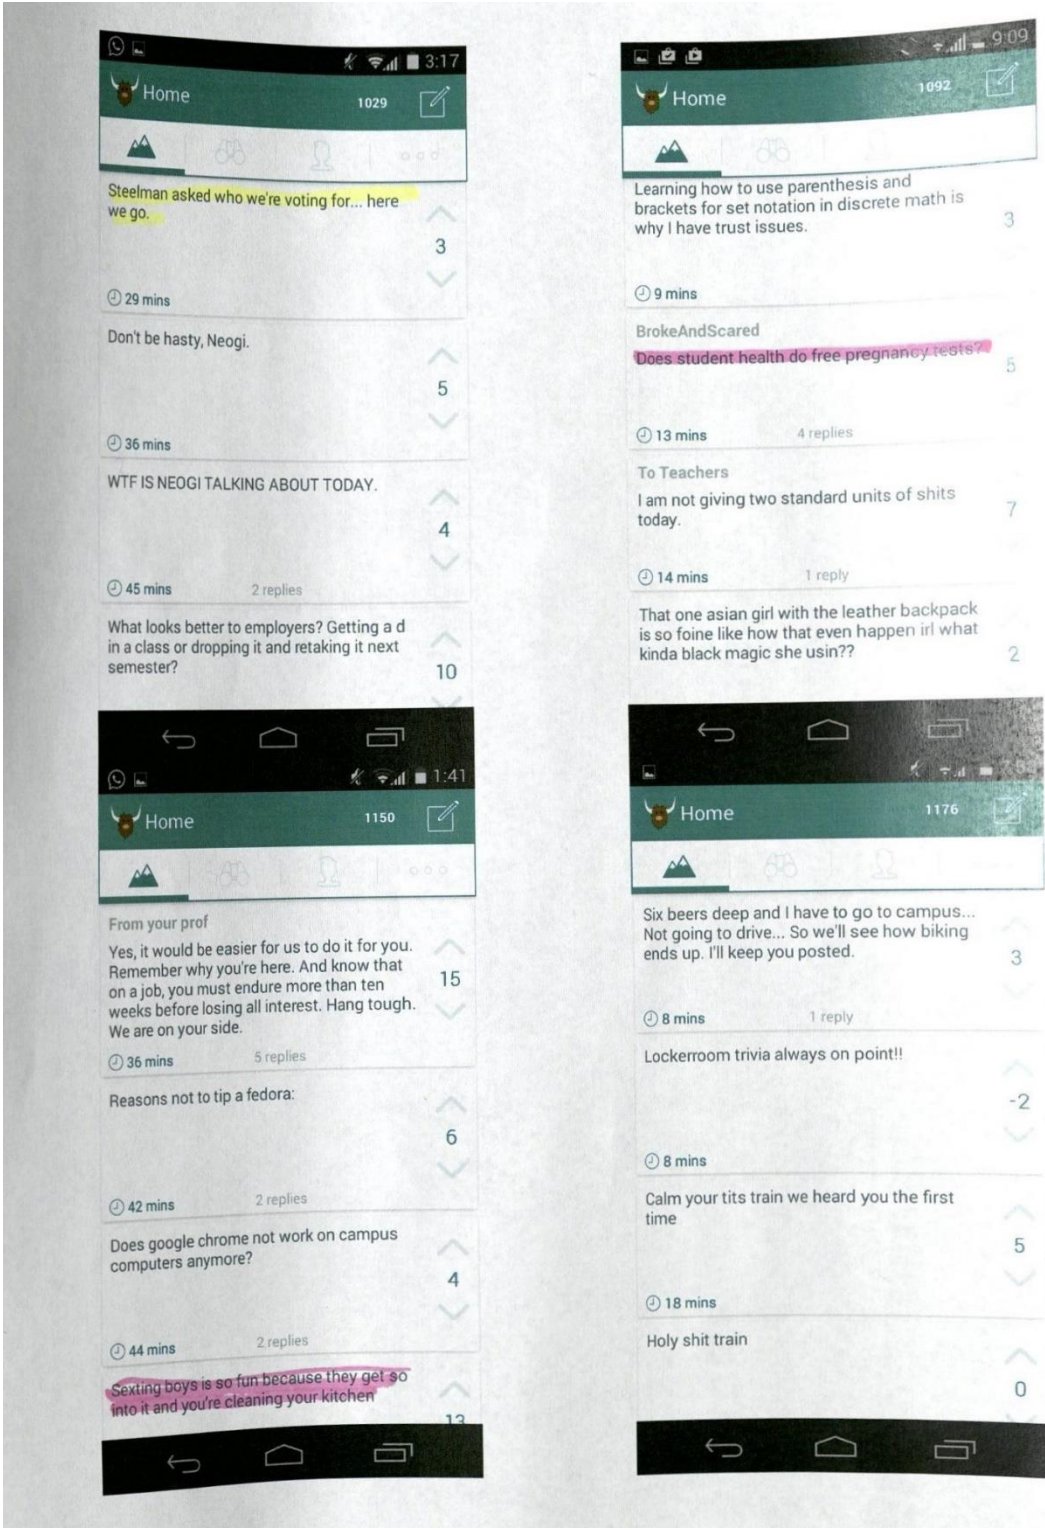 3:17
Home
1029
Steelman asked who we're voting for... here
we go.
3
29 mins
Don't be hasty, Neogi.
5
36 mins
WTF IS NEOGI TALKING ABOUT TODAY.
4
45 mins
2 replies
What looks better to employers? Getting a d
in a class or dropping it and retaking it next
semester?
10
9:09
Home
1092
Learning how to use parenthesis and
brackets for set notation in discrete math is
why I have trust issues.
3
9 mins
BrokeAndScared
Does student health do free pregnancy tests?
5
13 mins
4 replies
To Teachers
I am not giving two standard units of shits
today.
7
14 mins
1 reply
That one asian girl with the leather backpack
is so foine like how that even happen irl what
kinda black magic she usin??
2
1:41
Home
1150
From your prof
Yes, it would be easier for us to do it for you.
Remember why you're here. And know that
on a job, you must endure more than ten
weeks before losing all interest. Hang tough.
We are on your side.
15
36 mins
5 replies
Reasons not to tip a fedora:
6
42 mins
2 replies
Does google chrome not work on campus
computers anymore?
4
44 mins
2 replies
Sexting boys is so fun because they get so
into it and you're cleaning your kitchen
13
Home
1176
Six beers deep and I have to go to campus...
Not going to drive... So we'll see how biking
ends up. I'll keep you posted.
3
8 mins
1 reply
Lockerroom trivia always on point!!
-2
8 mins
Calm your tits train we heard you the first
time
5
18 mins
Holy shit train
0